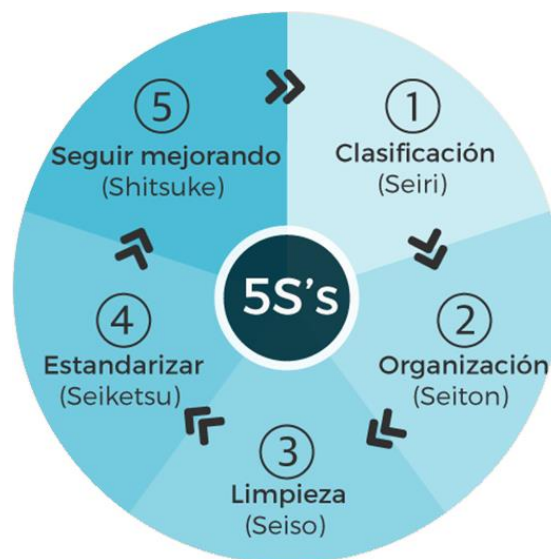 1
Clasificación
(Seiri)
2
Organización
(Seiton)
3
Limpieza
(Seiso)
4
Estandarizar
(Seiketsu)
5
Seguir mejorando
(Shitsuke)
5S's